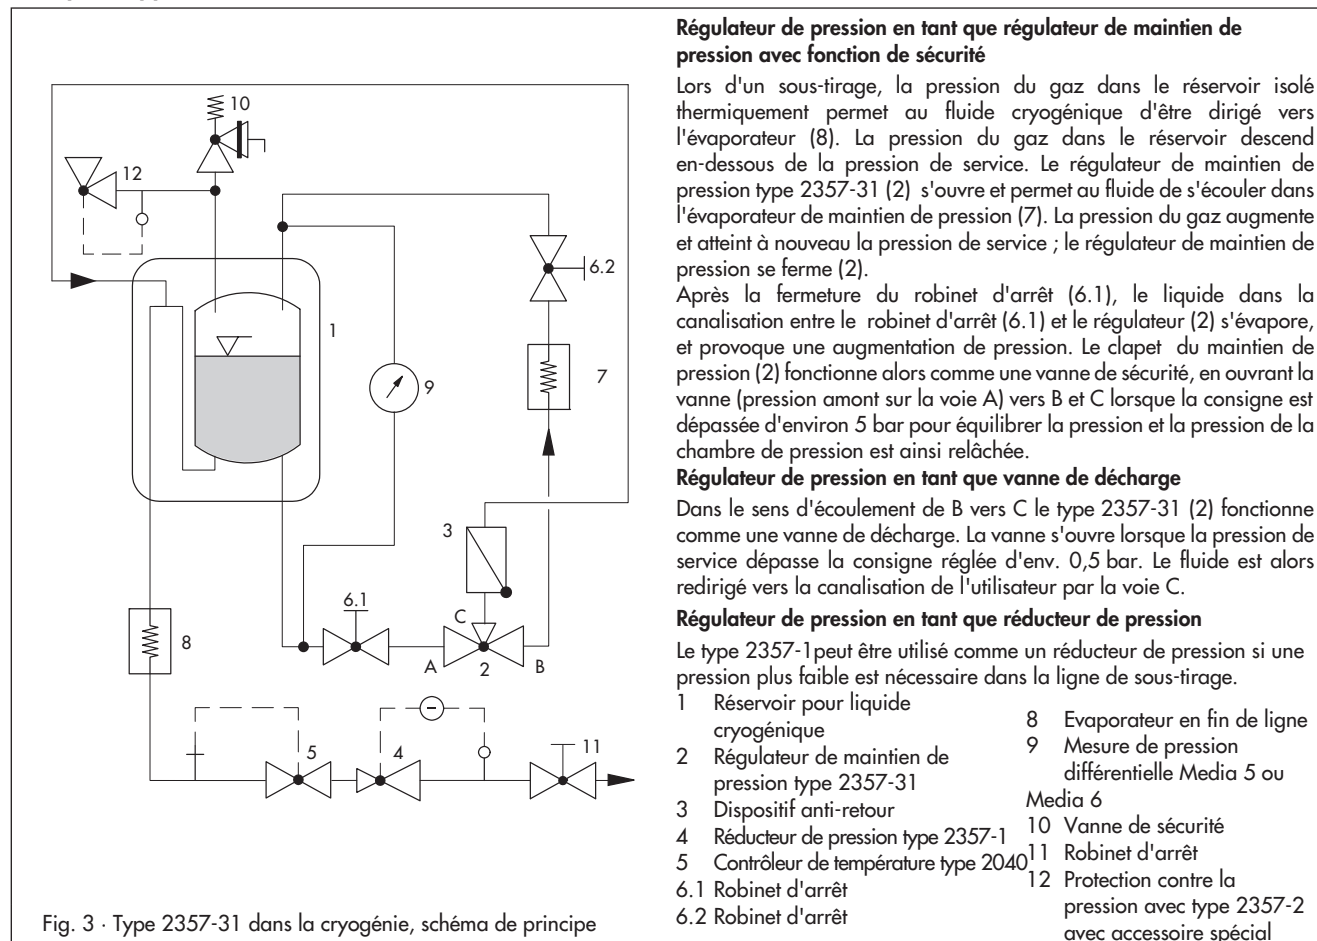 10
12
6.2
1
7
9
3
6.1
C
8
A
2
B
5
4
11
Fig. 3 · Type 2357-31 dans la cryogénie, schéma de principe
Régulateur de pression en tant que régulateur de maintien de
pression avec fonction de sécurité
Lors d'un sous-tirage, la pression du gaz dans le réservoir isolé
thermiquement permet au fluide cryogénique d'être dirigé vers
l'évaporateur (8). La pression du gaz dans le réservoir descend
en-dessous de la pression de service. Le régulateur de maintien de
pression type 2357-31 (2) s'ouvre et permet au fluide de s'écouler dans
l'évaporateur de maintien de pression (7). La pression du gaz augmente
et atteint à nouveau la pression de service ; le régulateur de maintien de
pression se ferme (2).
Après la fermeture du robinet d'arrêt (6.1), le liquide dans la
canalisation entre le robinet d'arrêt (6.1) et le régulateur (2) s'évapore,
et provoque une augmentation de pression. Le clapet du maintien de
pression (2) fonctionne alors comme une vanne de sécurité, en ouvrant la
vanne (pression amont sur la voie A) vers B et C lorsque la consigne est
dépassée d'environ 5 bar pour équilibrer la pression et la pression de la
chambre de pression est ainsi relâchée.
Régulateur de pression en tant que vanne de décharge
Dans le sens d'écoulement de B vers C le type 2357-31 (2) fonctionne
comme une vanne de décharge. La vanne s'ouvre lorsque la pression de
service dépasse la consigne réglée d'env. 0,5 bar. Le fluide est alors
redirigé vers la canalisation de l'utilisateur par la voie C.
Régulateur de pression en tant que réducteur de pression
Le type 2357-1peut être utilisé comme un réducteur de pression si une
pression plus faible est nécessaire dans la ligne de sous-tirage.
1 Réservoir pour liquide
cryogénique
2 Régulateur de maintien de
pression type 2357-31
3 Dispositif anti-retour
4 Réducteur de pression type 2357-1
5 Contrôleur de température type 2040
6.1 Robinet d'arrêt
6.2 Robinet d'arrêt
8 Evaporateur en fin de ligne
9 Mesure de pression
différentielle Media 5 ou
Media 6
10 Vanne de sécurité
11 Robinet d'arrêt
12 Protection contre la
pression avec type 2357-2
avec accessoire spécial